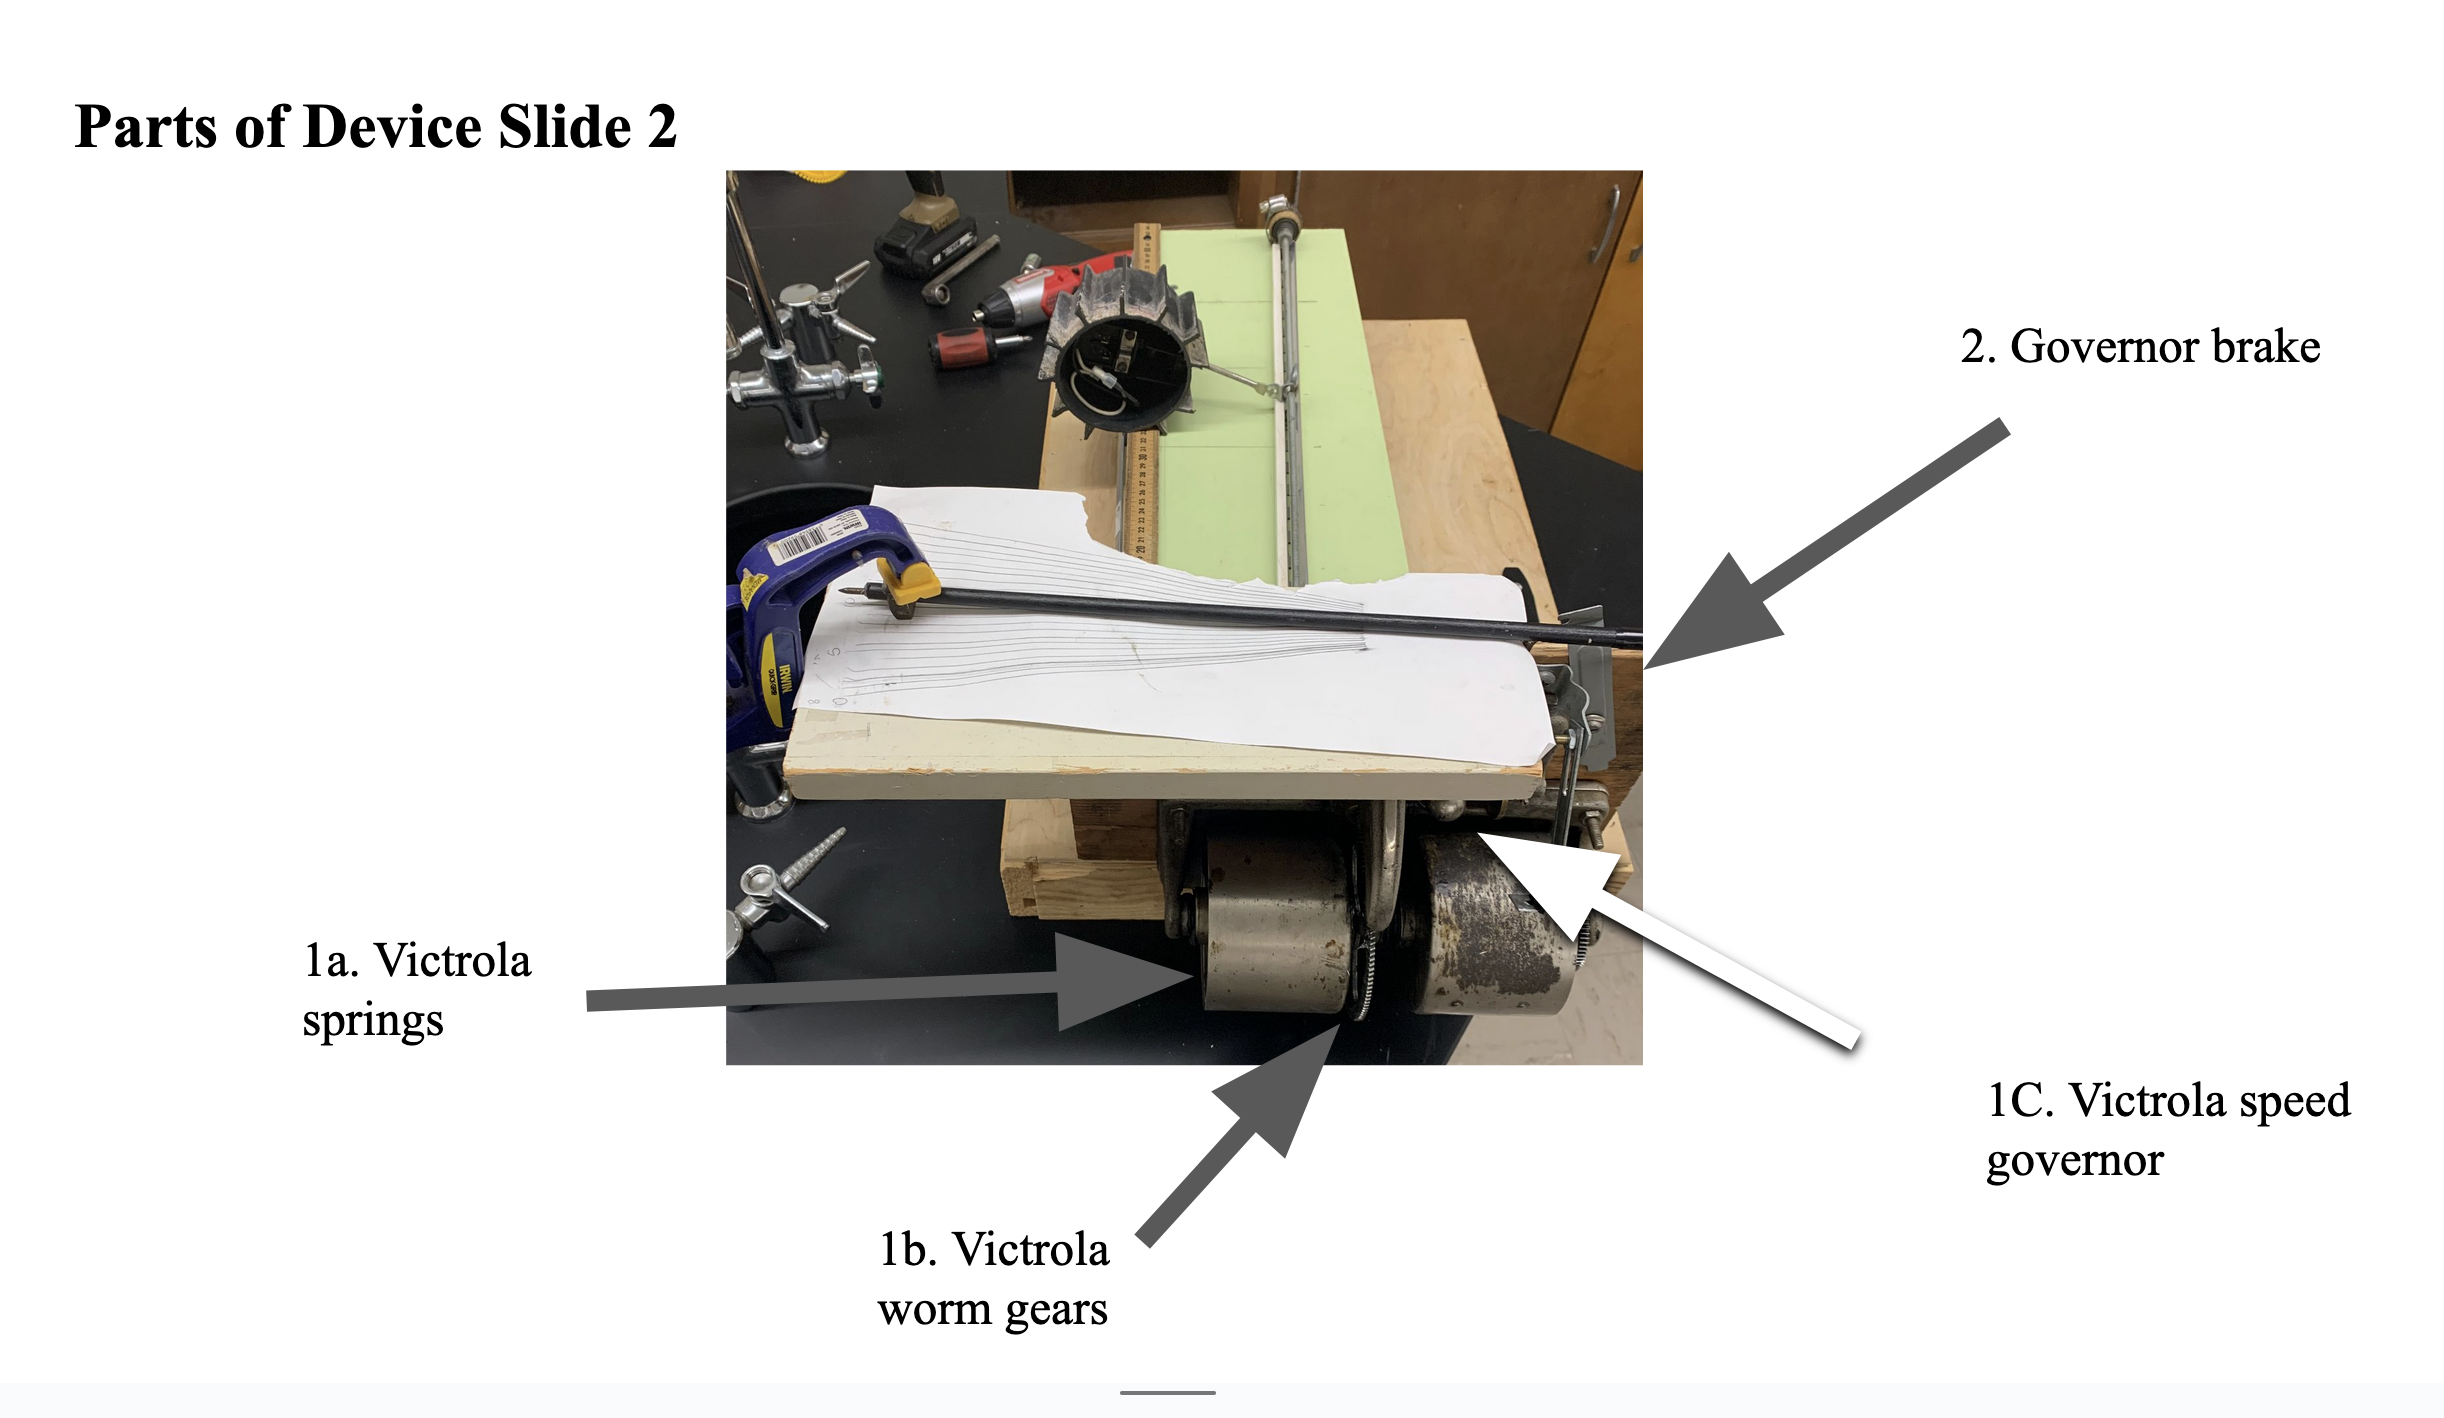 Parts of Device Slide 2
2. Governor brake
IRWIN
1a. Victrola
springs
1C. Victrola speed
governor
1b. Victrola
worm gears